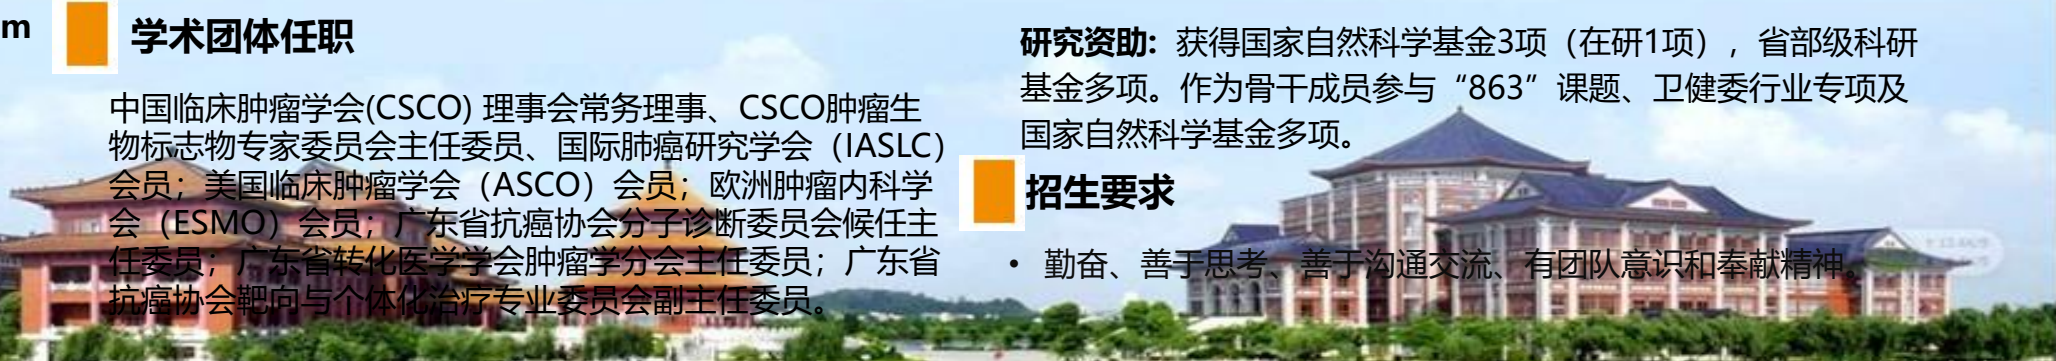 m
学术团体任职
中国临床肿瘤学会(CSCO) 理事会常务理事、CSCO肿瘤生
物标志物专家委员会主任委员、国际肺癌研究学会（IASLC）
会员；美国临床肿瘤学会（ASCO）会员；欧洲肿瘤内科学
会（ESMO）会员；广东省抗癌协会分子诊断委员会候任主
任委员；广东省转化医学学会肿瘤学分会主任委员；广东省
抗癌协会靶向与个体化治疗专业委员会副主任委员。
研究资助: 获得国家自然科学基金3项（在研1项），省部级科研
基金多项。作为骨干成员参与“863”课题、卫健委行业专项及
国家自然科学基金多项。
招生要求
• 勤奋、善于思考、善于沟通交流、有团队意识和奉献精神。